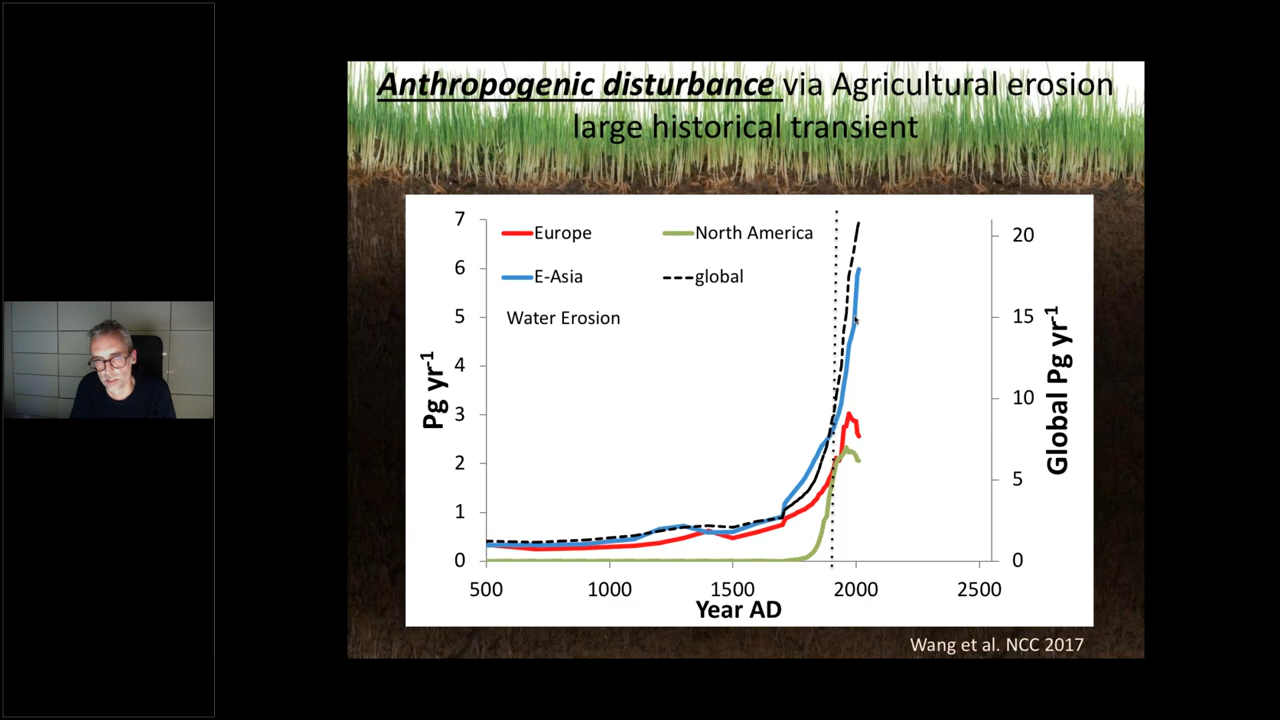 Anthropogenic disturbance via Agricultural erosion
large historical transient
7
6
5
4
3
2
1
0
Pg yr-1
Europe
North America
E-Asia
global
Water Erosion
20
15
10
5
0
Global Pg yr-1
500
1000
1500
2000
2500
Year AD
Wang et al. NCC 2017